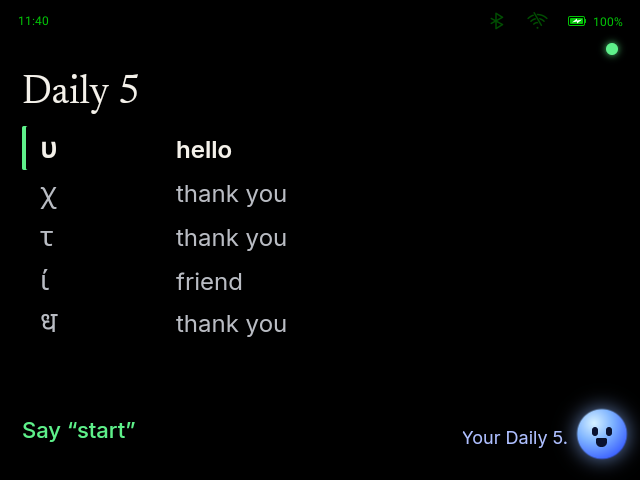 11:40
100%
Daily 5
υ hello
χ thank you
τ thank you
ί friend
ध thank you
Say “start”
Your Daily 5.